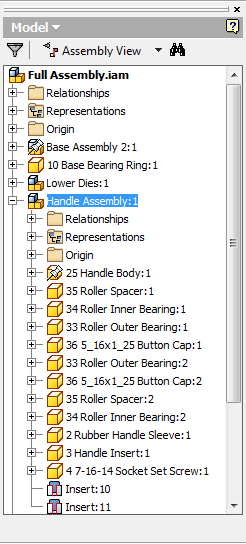 Model
Assembly View
Full Assembly.iam
Relationships
Representations
Origin
Base Assembly 2:1
10 Base Bearing Ring:1
Lower Dies:1
Handle Assembly:1
Relationships
Representations
Origin
25 Handle Body:1
35 Roller Spacer:1
34 Roller Inner Bearing:1
33 Roller Outer Bearing:1
36 5_16x1_25 Button Cap:1
33 Roller Outer Bearing:2
36 5_16x1_25 Button Cap:2
35 Roller Spacer:2
34 Roller Inner Bearing:2
2 Rubber Handle Sleeve:1
3 Handle Insert:1
4 7-16-14 Socket Set Screw:1
Insert:10
Insert:11